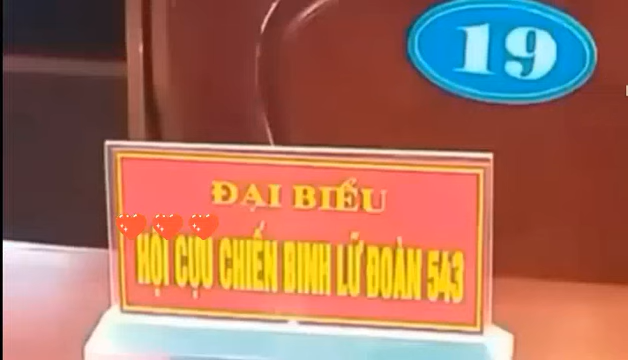 19
ĐẠI BIỂU
HỘI CỰU CHIẾN BINH LỮ ĐOÀN 543